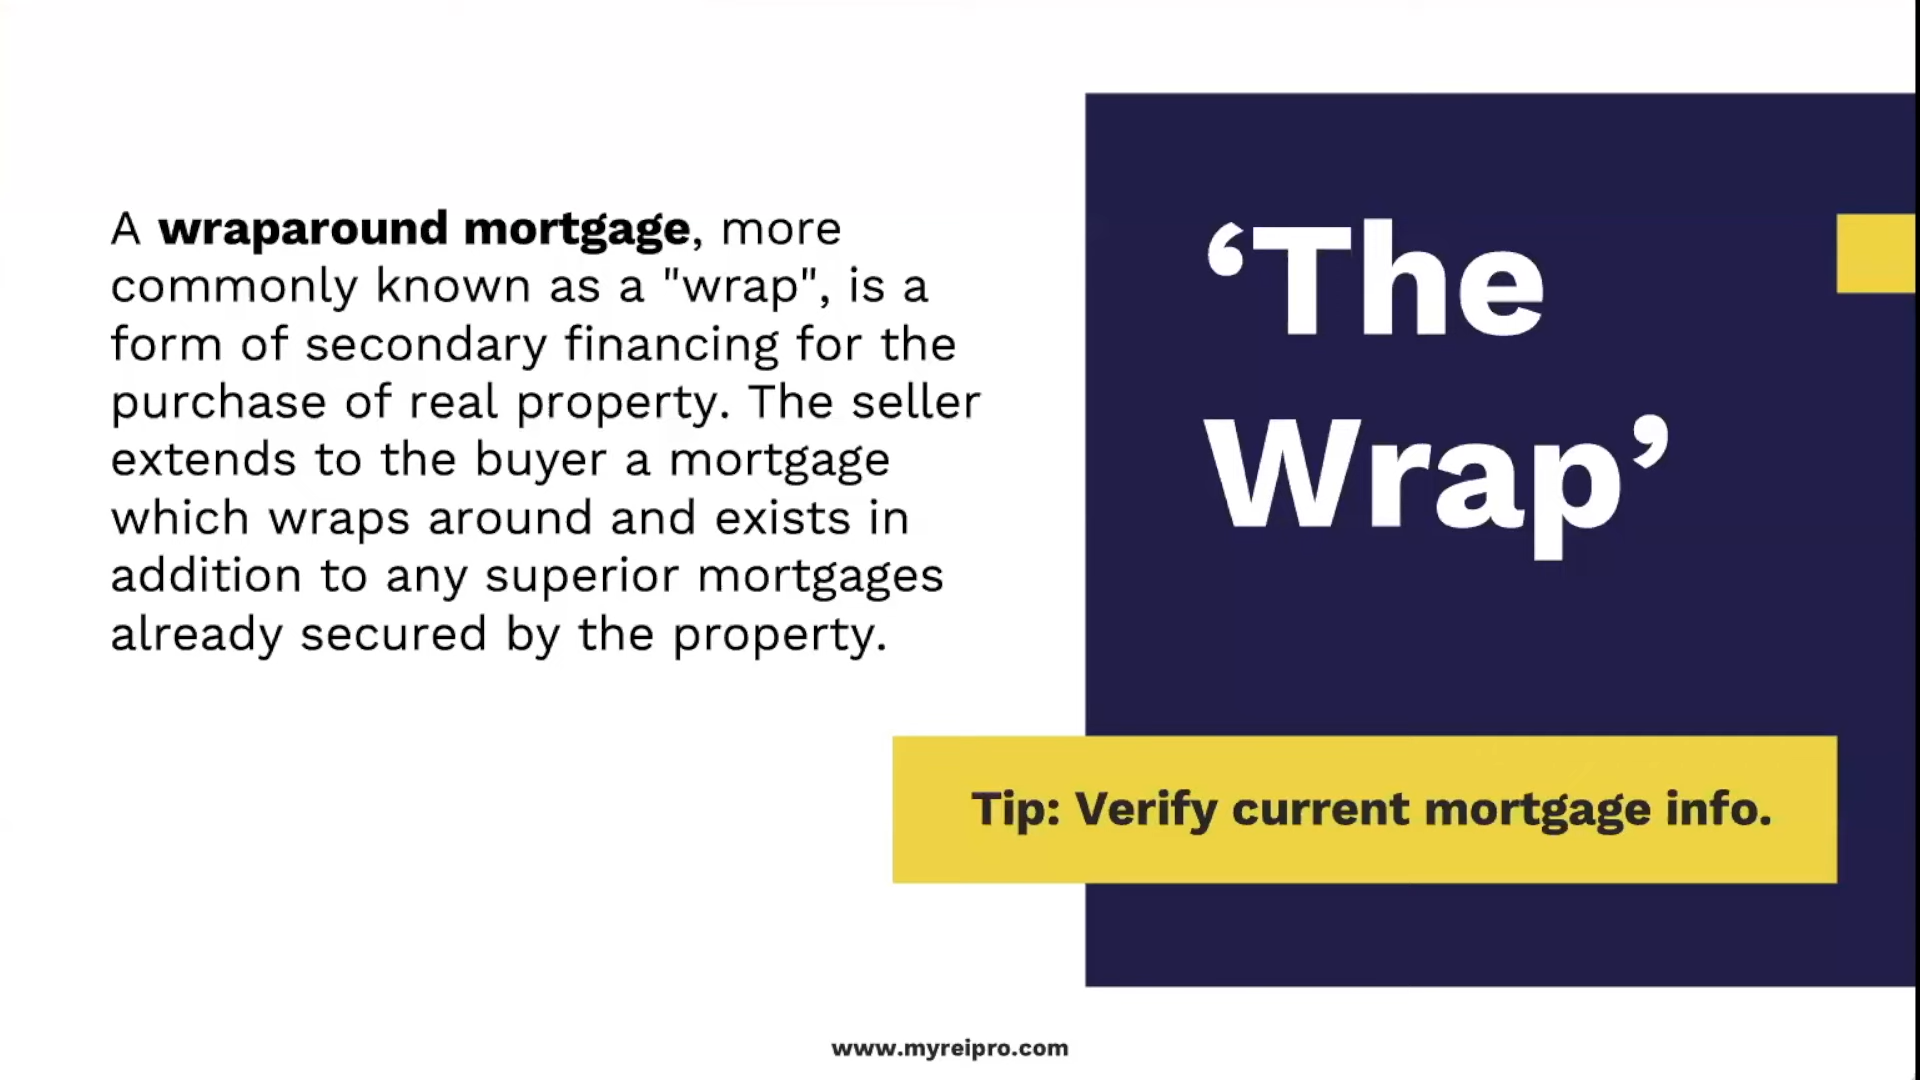 A wraparound mortgage, more
commonly known as a "wrap", is a
form of secondary financing for the
purchase of real property. The seller
extends to the buyer a mortgage
which wraps around and exists in
addition to any superior mortgages
already secured by the property.
‘The
Wrap’
Tip: Verify current mortgage info.
www.myreipro.com